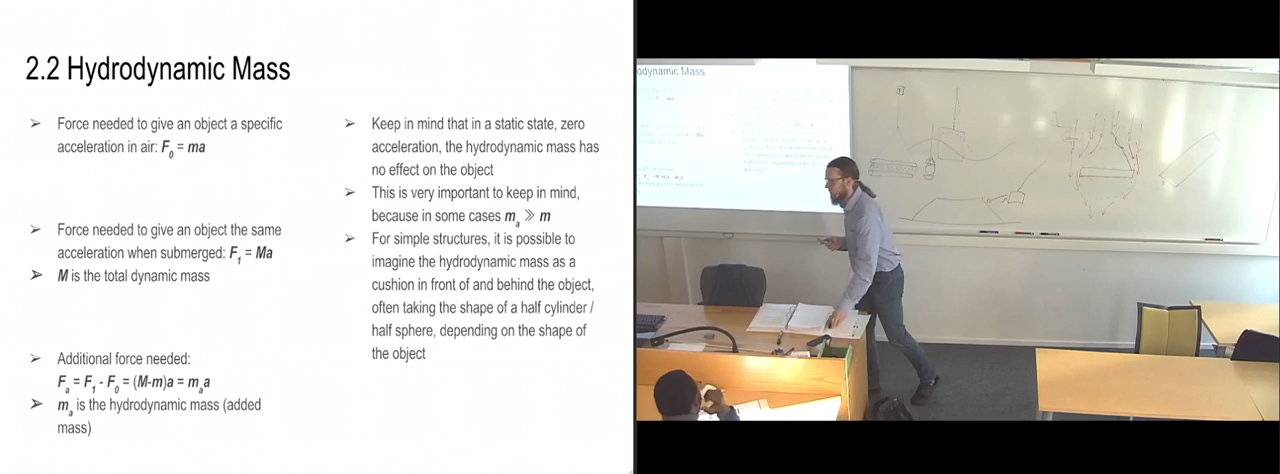 2.2 Hydrodynamic Mass
➢ Force needed to give an object a specific
acceleration in air: F₀ = ma
➢ Force needed to give an object the same
acceleration when submerged: F₁ = Ma
➢ M is the total dynamic mass
➢ Additional force needed:
Fₐ = F₁ - F₀ = (M-m)a = mₐa
➢ mₐ is the hydrodynamic mass (added
mass)
➢ Keep in mind that in a static state, zero
acceleration, the hydrodynamic mass has
no effect on the object
➢ This is very important to keep in mind,
because in some cases mₐ ≫ m
➢ For simple structures, it is possible to
imagine the hydrodynamic mass as a
cushion in front of and behind the object,
often taking the shape of a half cylinder /
half sphere, depending on the shape of
the object
odynamic Mass